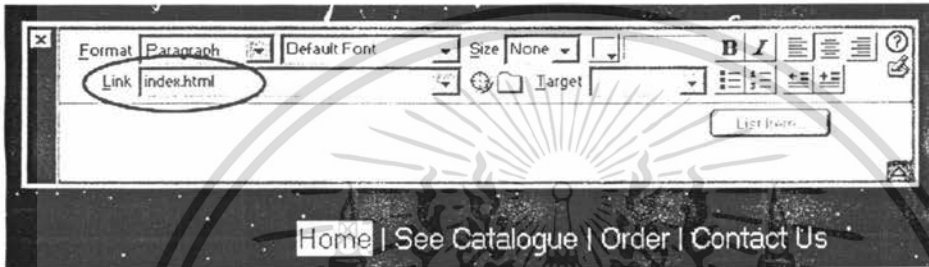 Format Paragraph Default Font Size None B I
Link index.html Target
List Item...
Home | See Catalogue | Order | Contact Us